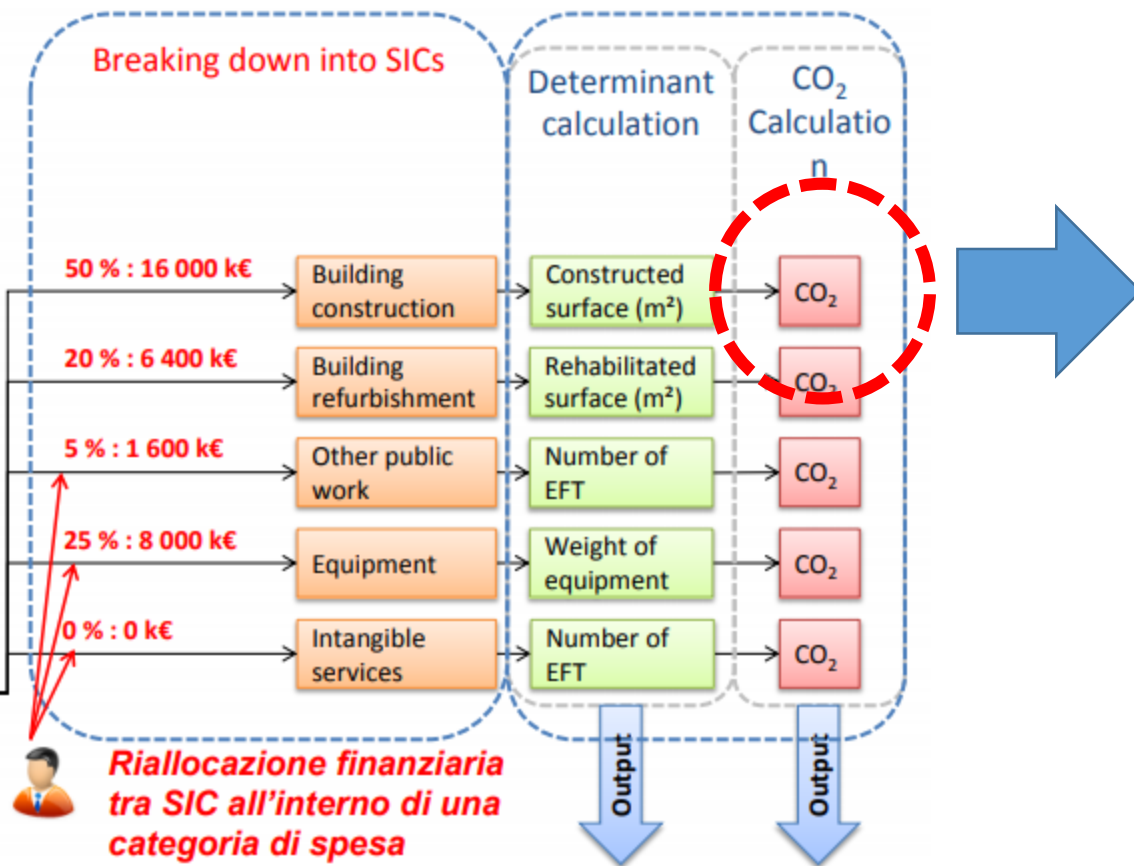 Breaking down into SICs
Determinant
calculation
CO₂
Calculatio
n
50 % : 16 000 k€
Building
construction
Constructed
surface (m²)
CO₂
20 % : 6 400 k€
Building
refurbishment
Rehabilitated
surface (m²)
CO₂
5 % : 1 600 k€
Other public
work
Number of
EFT
CO₂
25 % : 8 000 k€
Equipment
Weight of
equipment
CO₂
0 % : 0 k€
Intangible
services
Number of
EFT
CO₂
Riallocazione finanziaria
tra SIC all’interno di una
categoria di spesa
Output
Output